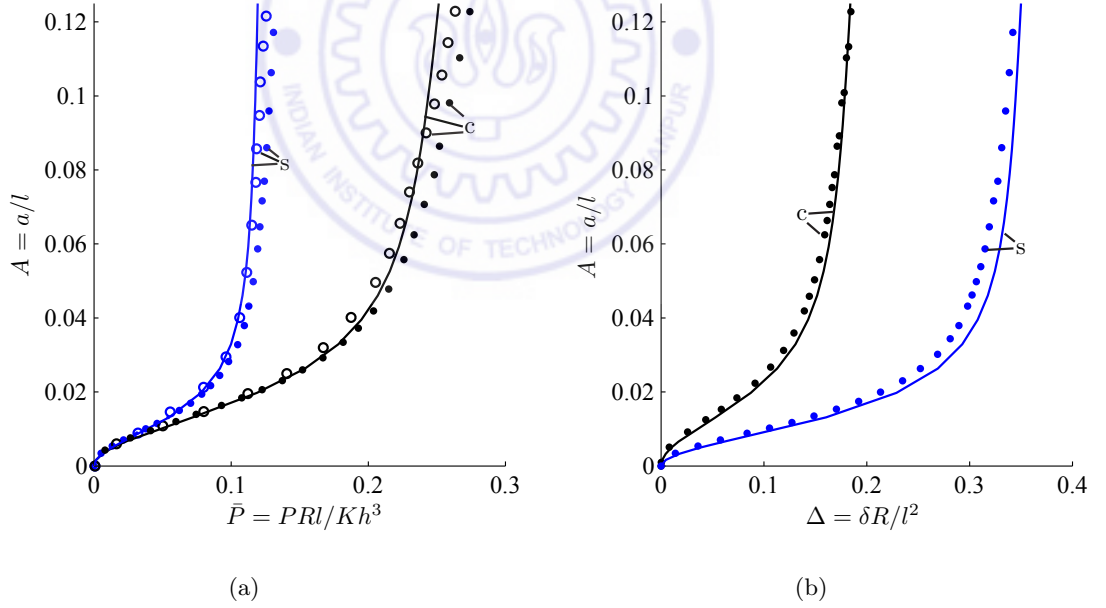 0.12
0.1
0.08
0.06
0.04
0.02
0
A = a/l
c
s
0 0.1 0.2 0.3
P̄ = PRl/Kh³
(a)
0.12
0.1
0.08
0.06
0.04
0.02
0
A = a/l
c
s
0 0.1 0.2 0.3 0.4
Δ = δR/l²
(b)
INDIAN INSTITUTE OF TECHNOLOGY KANPUR